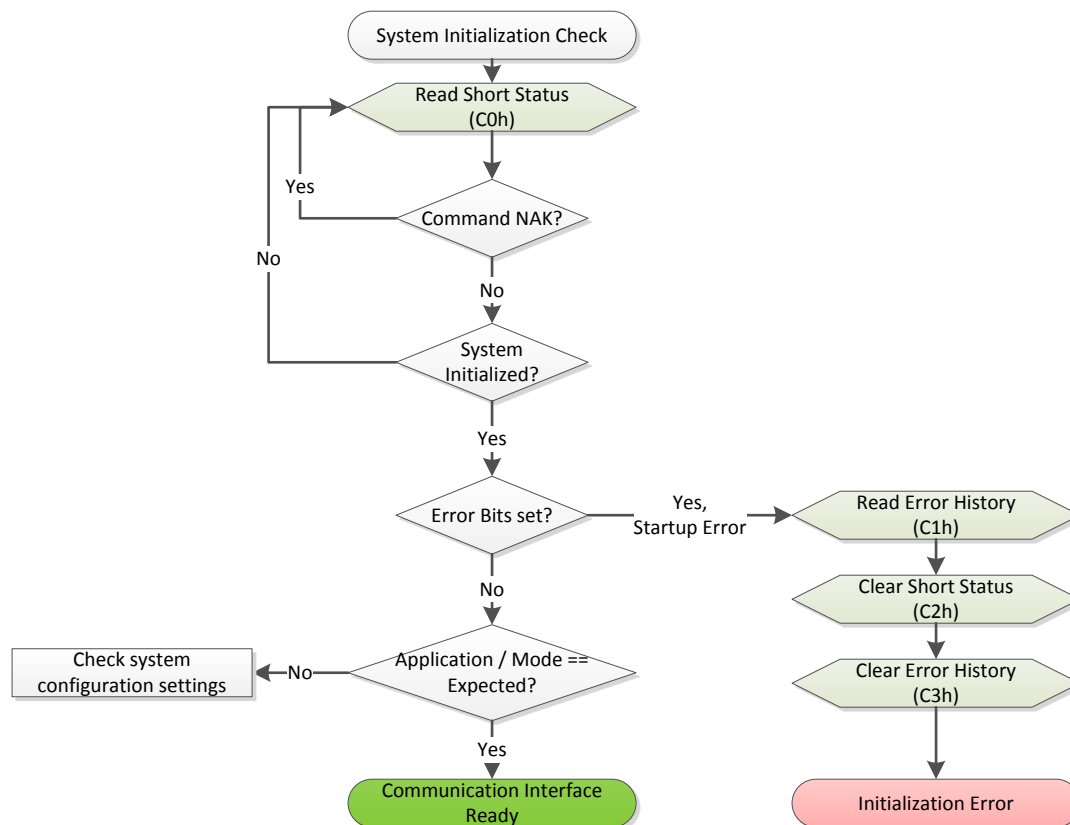 System Initialization Check
Read Short Status
(C0h)
Yes
Command NAK?
No
No
System
Initialized?
Yes
Error Bits set?
Yes,
Startup Error
Read Error History
(C1h)
No
Clear Short Status
(C2h)
Check system
configuration settings
No
Application / Mode ==
Expected?
Clear Error History
(C3h)
Yes
Communication Interface
Ready
Initialization Error